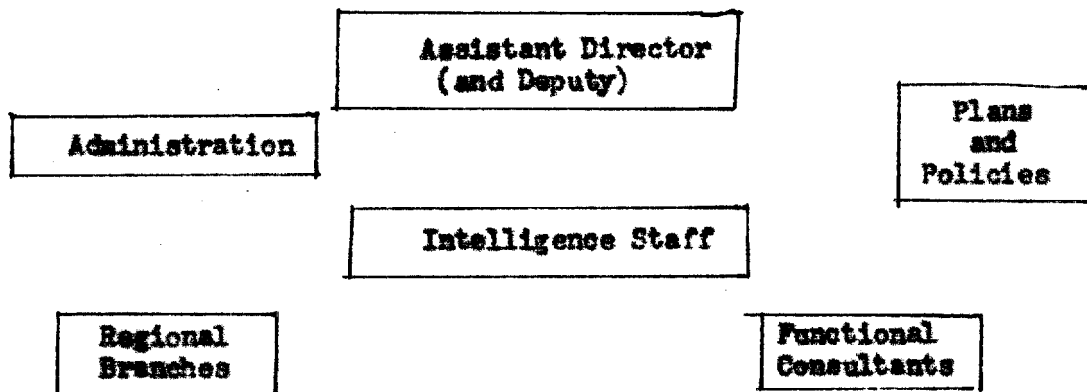 Assistant Director
(and Deputy)
Administration
Plans
and
Policies
Intelligence Staff
Regional
Branches
Functional
Consultants